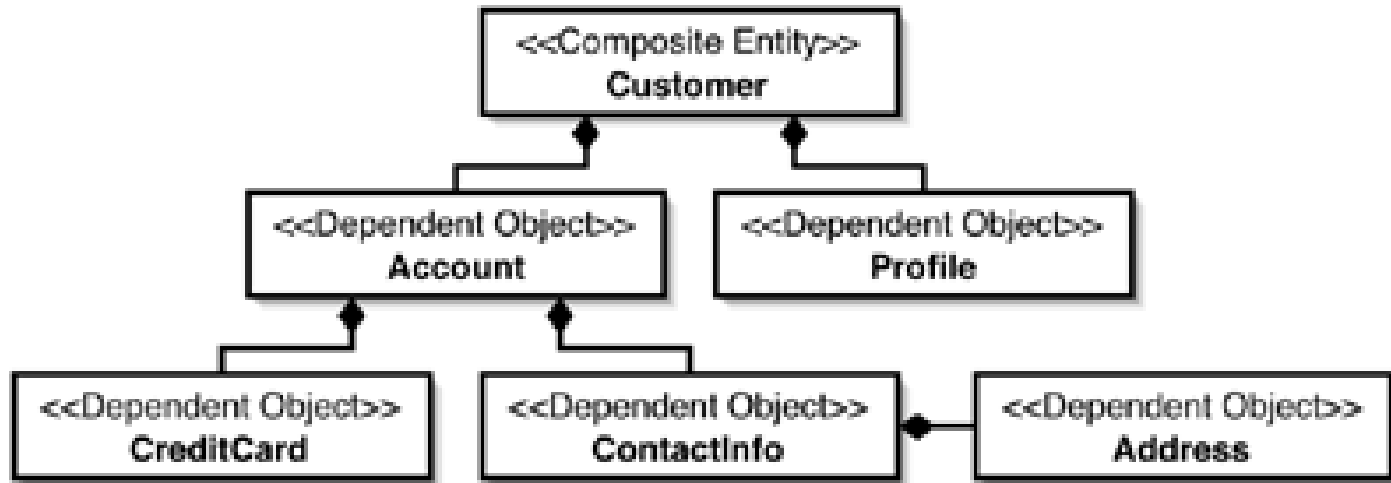 <<Composite Entity>>
Customer
<<Dependent Object>>
Account
<<Dependent Object>>
Profile
<<Dependent Object>>
CreditCard
<<Dependent Object>>
ContactInfo
<<Dependent Object>>
Address